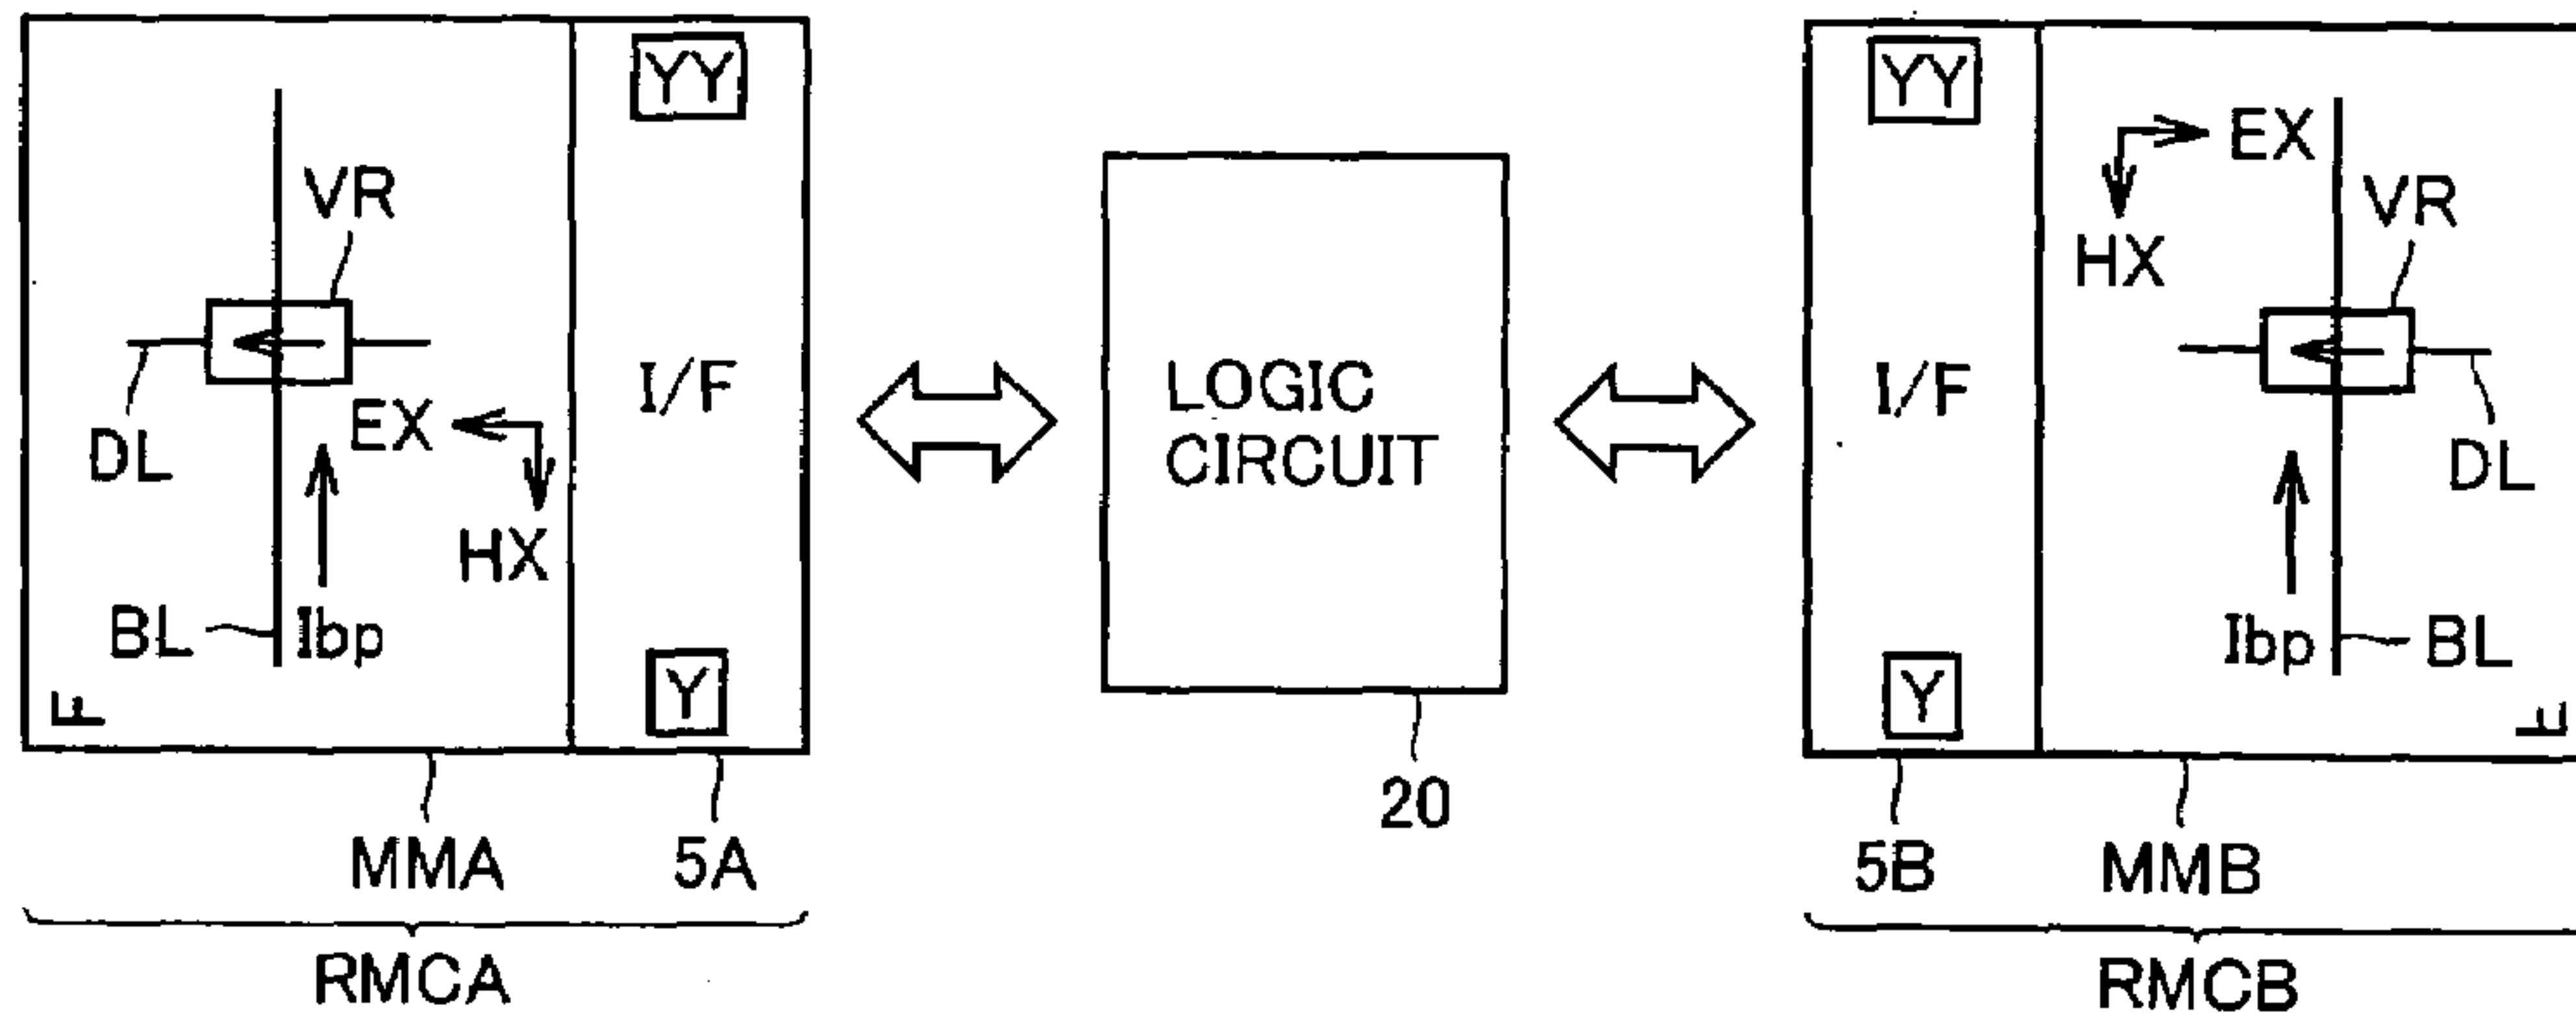 YY
VR
I/F
DL
EX
HX
BL
Ibp
F
Y
MMA
5A
RMCA
LOGIC
CIRCUIT
20
YY
EX
HX
VR
I/F
DL
Ibp
BL
Y
F
5B
MMB
RMCB